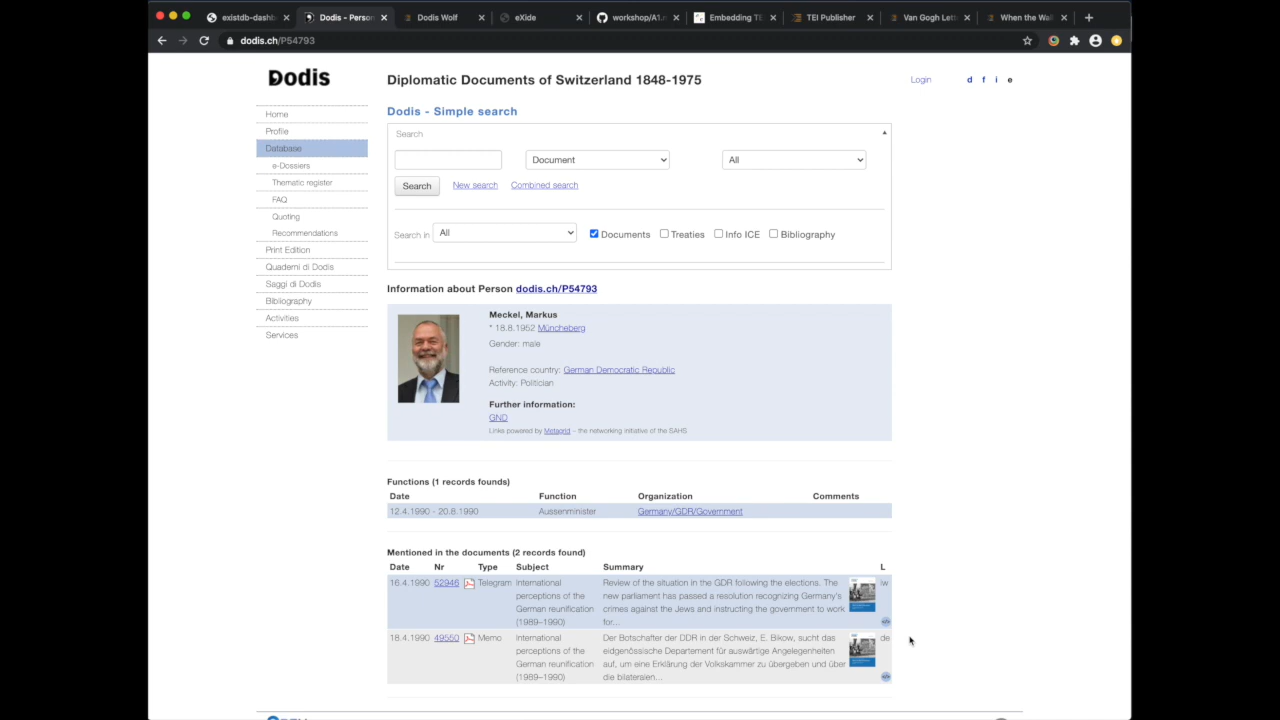 existdb-dashb
Dodis - Person
Dodis Wolf
eXide
workshop/A1.
Embedding TE
TEI Publisher
Van Gogh Lett
When the Wal
dodis.ch/P54793
Dodis
Diplomatic Documents of Switzerland 1848-1975
Login
d f i e
Home
Profile
Database
e-Dossiers
Thematic register
FAQ
Quoting
Recommendations
Print Edition
Quaderni di Dodis
Saggi di Dodis
Bibliography
Activities
Services
Dodis - Simple search
Search
Document
All
Search New search Combined search
Search in All Documents Treaties Info ICE Bibliography
Information about Person dodis.ch/P54793
Meckel, Markus
* 18.8.1952 Müncheberg
Gender: male
Reference country: German Democratic Republic
Activity: Politician
Further information:
GND
Links powered by Metagrid – the networking initiative of the SAHS
Functions (1 records founds)
Date Function Organization Comments
12.4.1990 - 20.8.1990 Aussenminister Germany/GDR/Government
Mentioned in the documents (2 records found)
Date Nr Type Subject Summary L
16.4.1990 52946 Telegram International Review of the situation in the GDR following the elections. The
perceptions of the new parliament has passed a resolution recognizing Germany's
German reunification crimes against the Jews and instructing the government to work
(1989–1990) for...
18.4.1990 49550 Memo International Der Botschafter der DDR in der Schweiz, E. Bikow, sucht das de
perceptions of the eidgenössische Departement für auswärtige Angelegenheiten
German reunification auf, um eine Erklärung der Volkskammer zu übergeben und über
(1989–1990) die bilateralen...